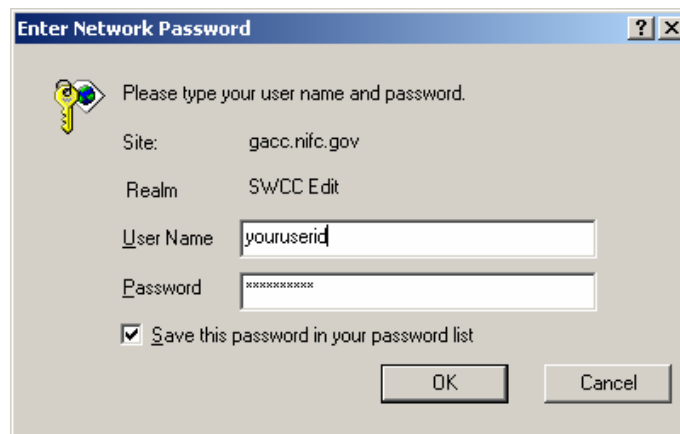 Enter Network Password
Please type your user name and password.
Site: gacc.nifc.gov
Realm SWCC Edit
User Name youruserid
Password **********
Save this password in your password list
OK Cancel